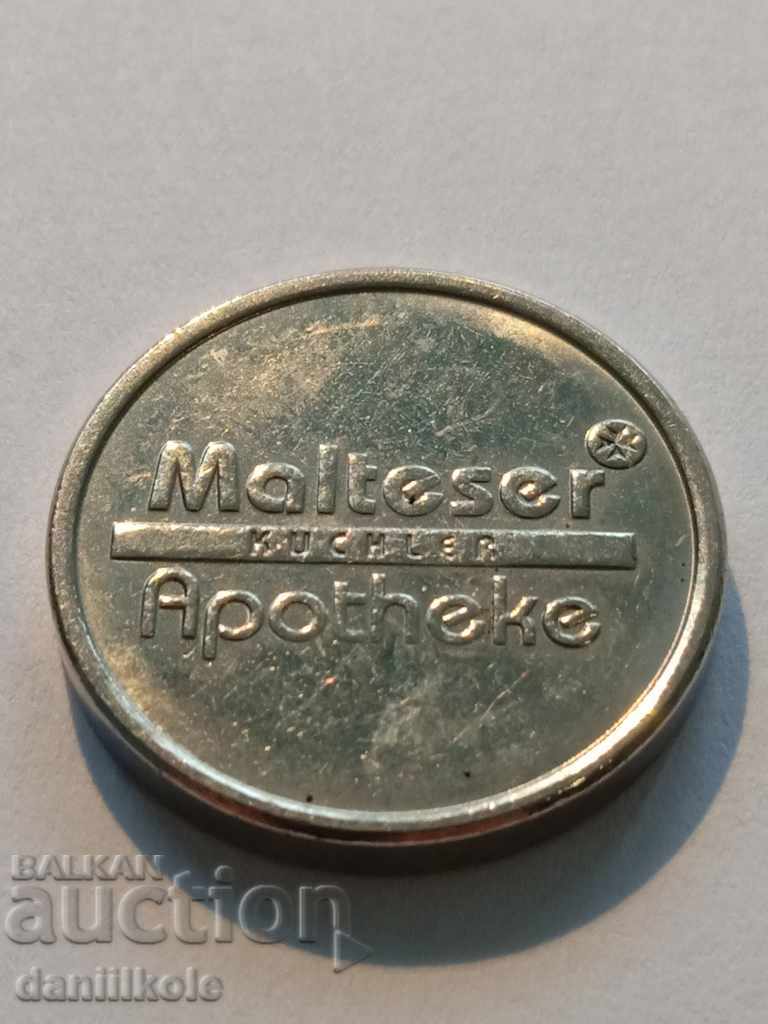 Malteser
KUCHLER
Apotheke
BALKAN
auction
daniilkole